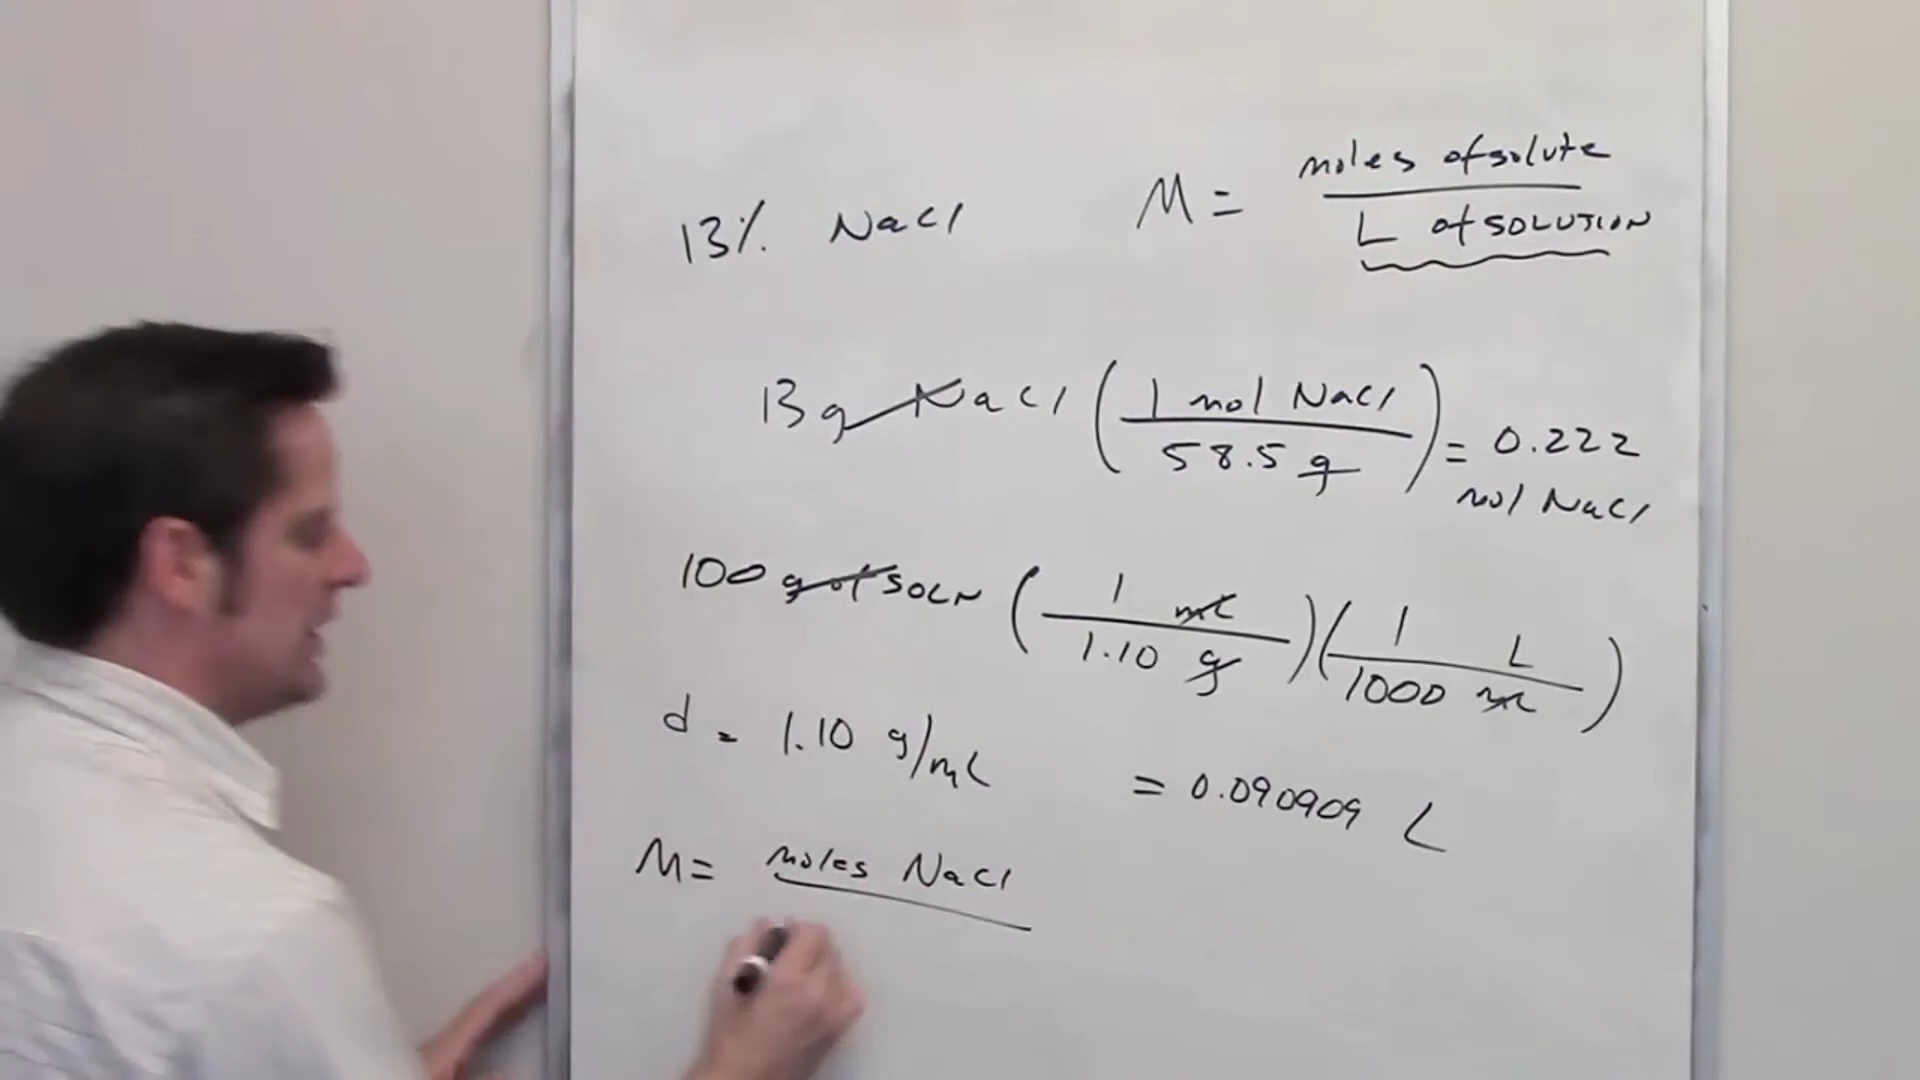 moles of solute
13% NaCl M =
L of SOLUTION
13g NaCl ( 1 mol NaCl
58.5 g ) = 0.222
mol NaCl
100 g of SOLN ( 1 mL
1.10 g ) ( 1 L
1000 mL )
d = 1.10 g/mL
= 0.090909 L
M = moles NaCl